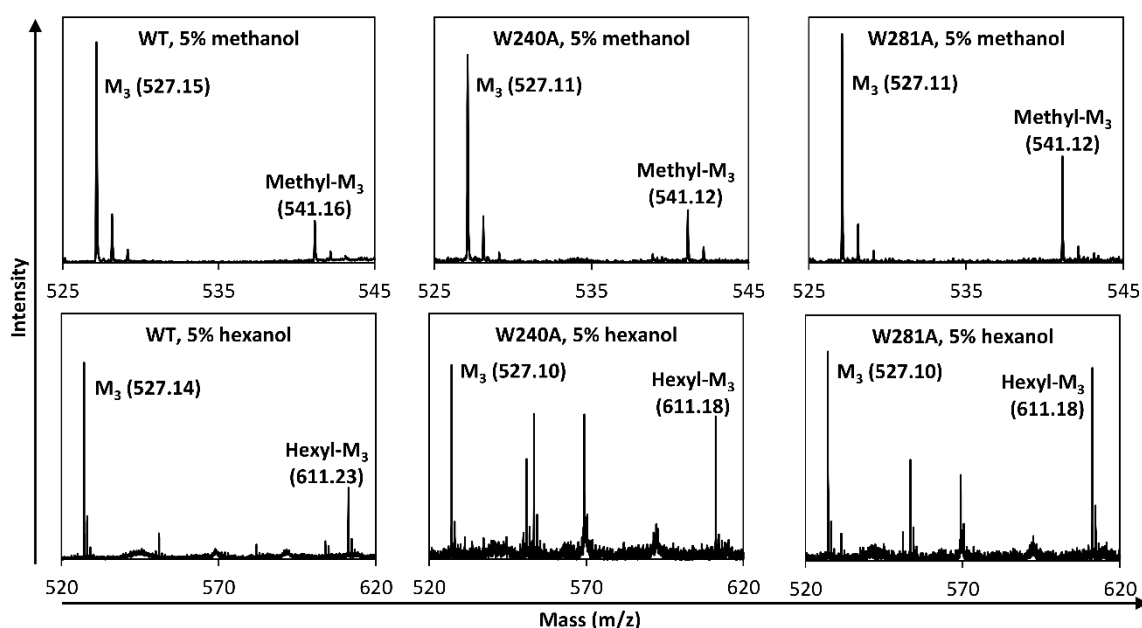 WT, 5% methanol
M₃ (527.15)
Methyl-M₃
(541.16)
525
535
545
W240A, 5% methanol
M₃ (527.11)
Methyl-M₃
(541.12)
525
535
545
W281A, 5% methanol
M₃ (527.11)
Methyl-M₃
(541.12)
525
535
545
Intensity
WT, 5% hexanol
M₃ (527.14)
Hexyl-M₃
(611.23)
520
570
620
W240A, 5% hexanol
M₃ (527.10)
Hexyl-M₃
(611.18)
520
570
620
W281A, 5% hexanol
M₃ (527.10)
Hexyl-M₃
(611.18)
520
570
620
Mass (m/z)